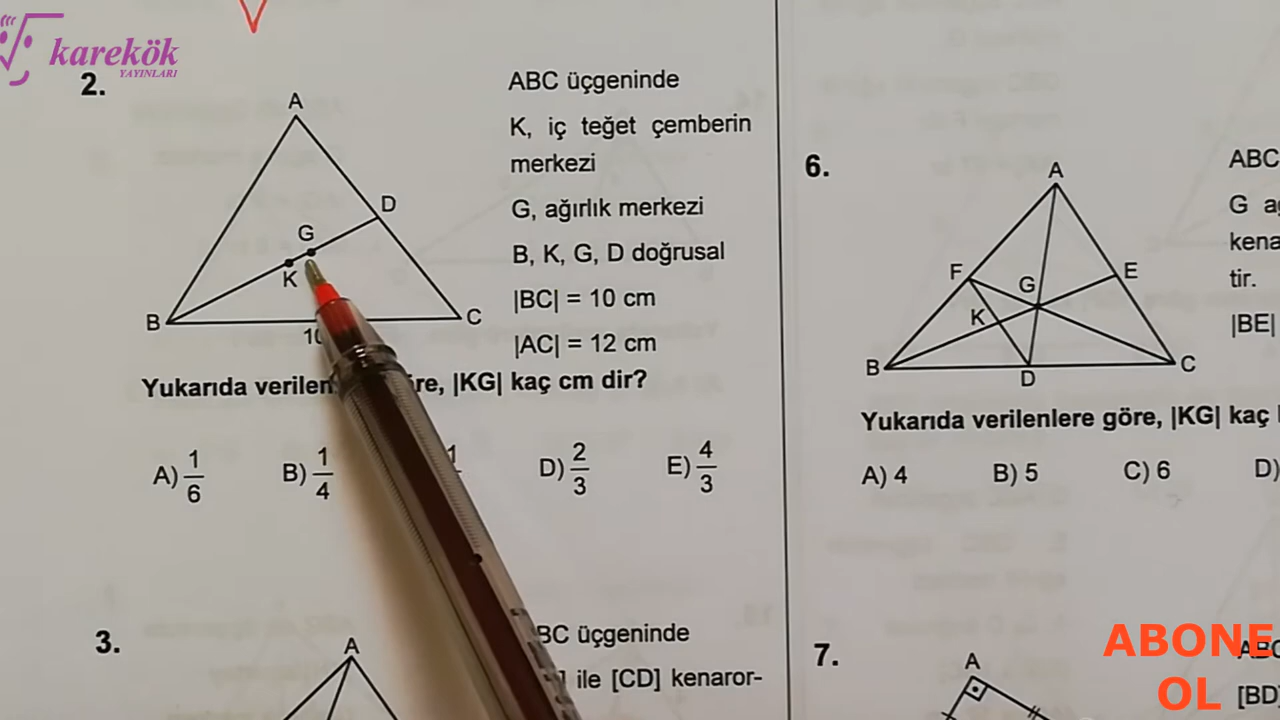 karekök
YAYINLARI
2.
A
D
G
K
B
C
10
ABC üçgeninde
K, iç teğet çemberin
merkezi
G, ağırlık merkezi
B, K, G, D doğrusal
|BC| = 10 cm
|AC| = 12 cm
Yukarıda verilen re, |KG| kaç cm dir?
A) 1/6 B) 1/4 1 D) 2/3 E) 4/3
3.
A
BC üçgeninde
ile [CD] kenaror-
6.
A
F
E
G
K
B
D
C
ABC
G
kena
tir.
|BE|
Yukarıda verilenlere göre, |KG| kaç
A) 4 B) 5 C) 6 D)
7.
A
ABC
[BD]
ABONE
OL